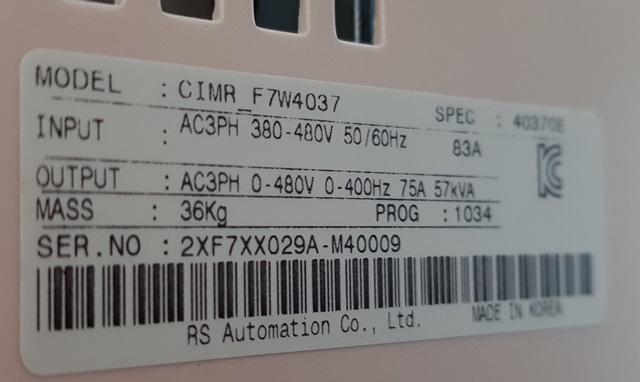 MODEL : CIMR_F7W4037 SPEC : 40370E
INPUT : AC3PH 380-480V 50/60Hz 83A
OUTPUT : AC3PH 0-480V 0-400Hz 75A 57kVA
MASS : 36Kg PROG : 1034
SER.NO : 2XF7XX029A-M40009
RS Automation Co., Ltd. MADE IN KOREA